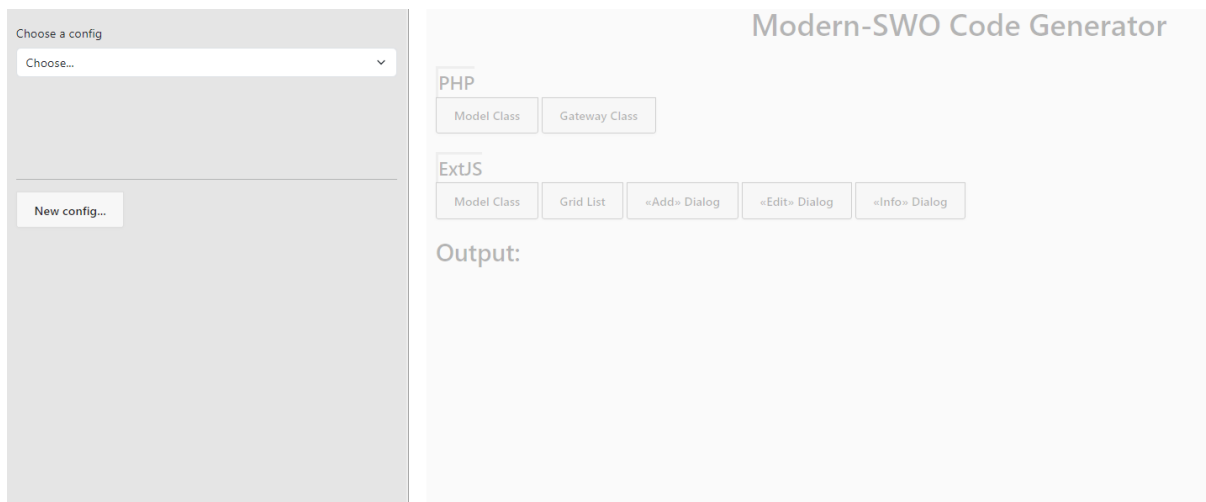 Choose a config
Choose...
New config...
Modern-SWO Code Generator
PHP
Model Class
Gateway Class
ExtJS
Model Class
Grid List
«Add» Dialog
«Edit» Dialog
«Info» Dialog
Output: